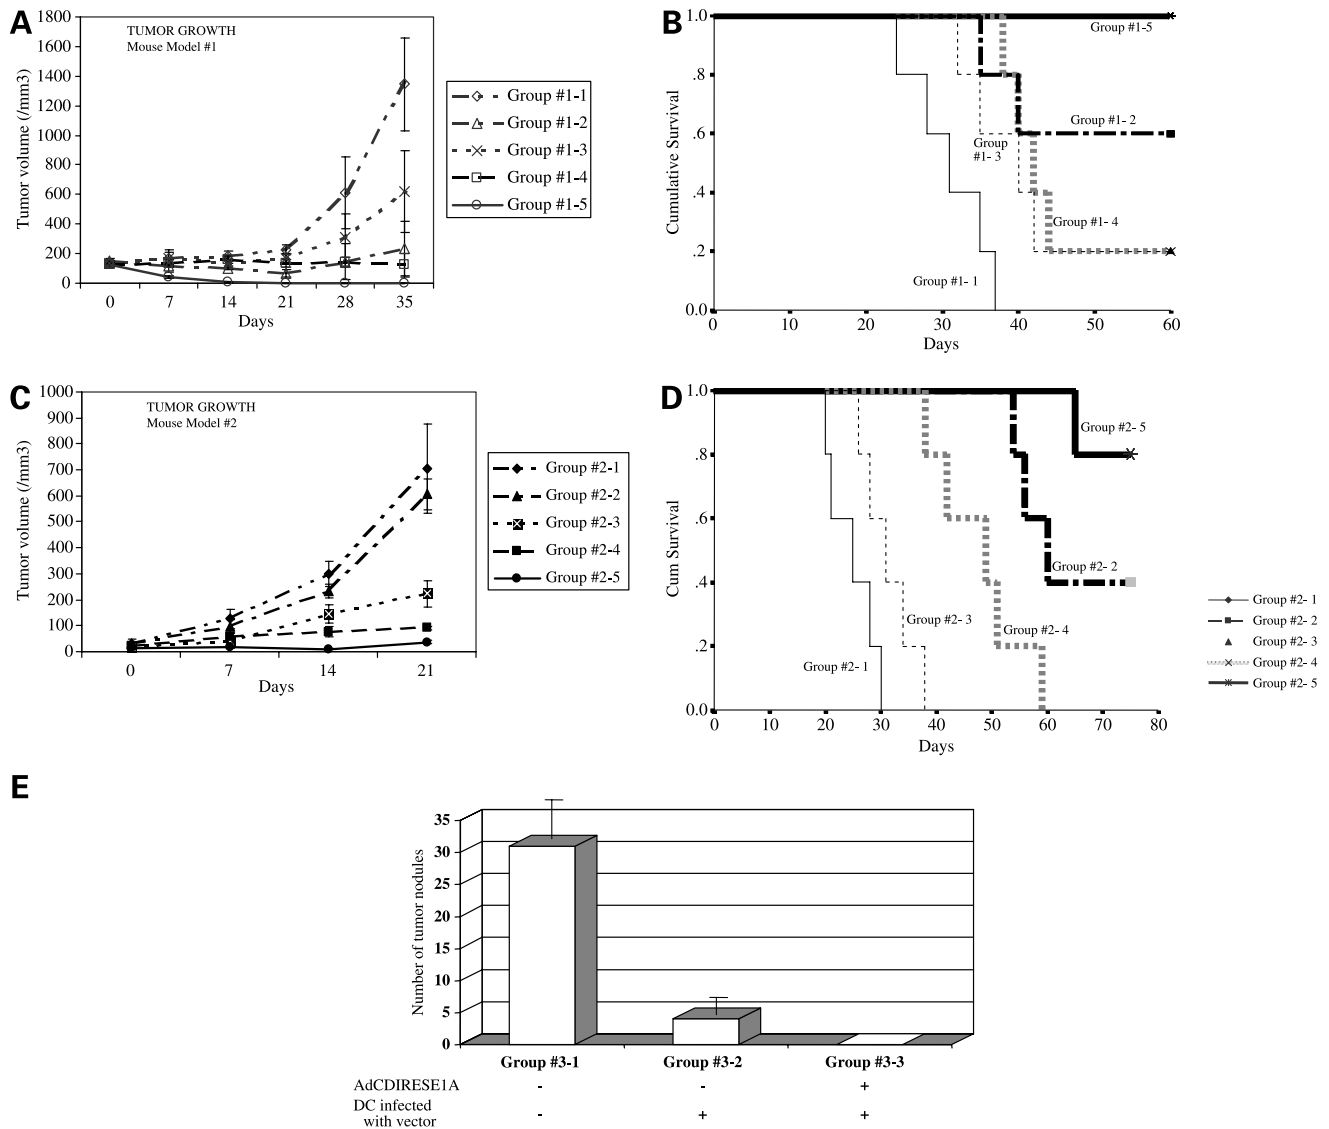 A
TUMOR GROWTH
Mouse Model #1
Tumor volume (/mm3)
1800
1600
1400
1200
1000
800
600
400
200
0
0 7 14 21 28 35
Days
Group #1-1
Group #1-2
Group #1-3
Group #1-4
Group #1-5
B
Cumulative Survival
1.0
.8
.6
.4
.2
0.0
0 10 20 30 40 50 60
Days
Group #1-5
Group #1- 2
Group
#1- 3
Group #1- 4
Group #1- 1
C
TUMOR GROWTH
Mouse Model #2
Tumor volume (/mm3)
1000
900
800
700
600
500
400
300
200
100
0
0 7 14 21
Days
Group #2-1
Group #2-2
Group #2-3
Group #2-4
Group #2-5
D
Cum Survival
1.0
.8
.6
.4
.2
0.0
0 10 20 30 40 50 60 70 80
Days
Group #2- 5
Group #2- 2
Group #2- 3
Group #2- 4
Group #2- 1
Group #2- 1
Group #2- 2
Group #2- 3
Group #2- 4
Group #2- 5
E
Number of tumor nodules
35
30
25
20
15
10
5
0
Group #3-1 Group #3-2 Group #3-3
AdCDIRESE1A - - +
DC infected
with vector - + +